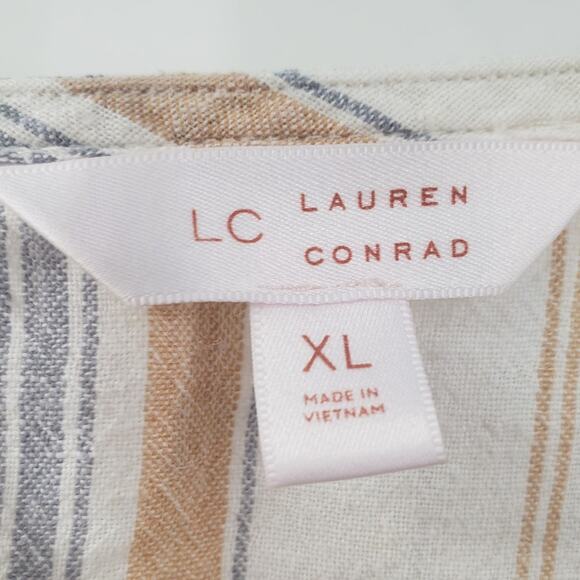 LC LAUREN
CONRAD
XL
MADE IN
VIETNAM